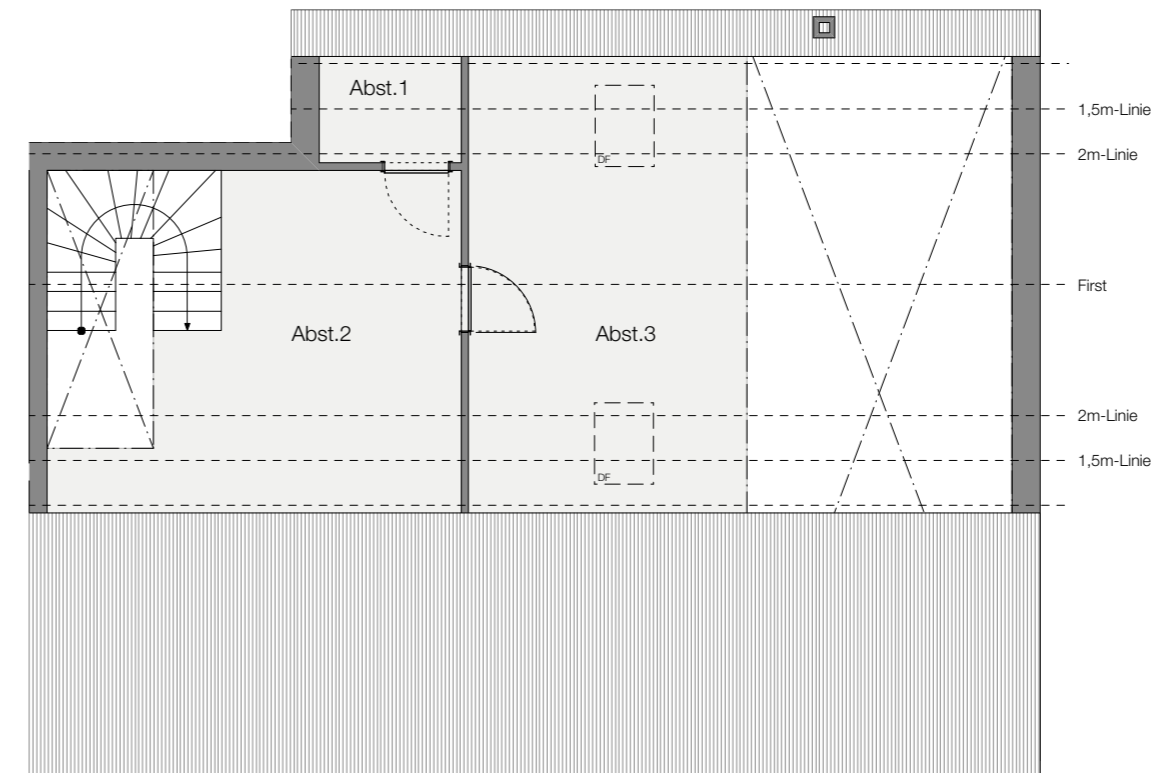 Abst.1
1,5m-Linie
DF
2m-Linie
First
Abst.2
Abst.3
2m-Linie
1,5m-Linie
DF